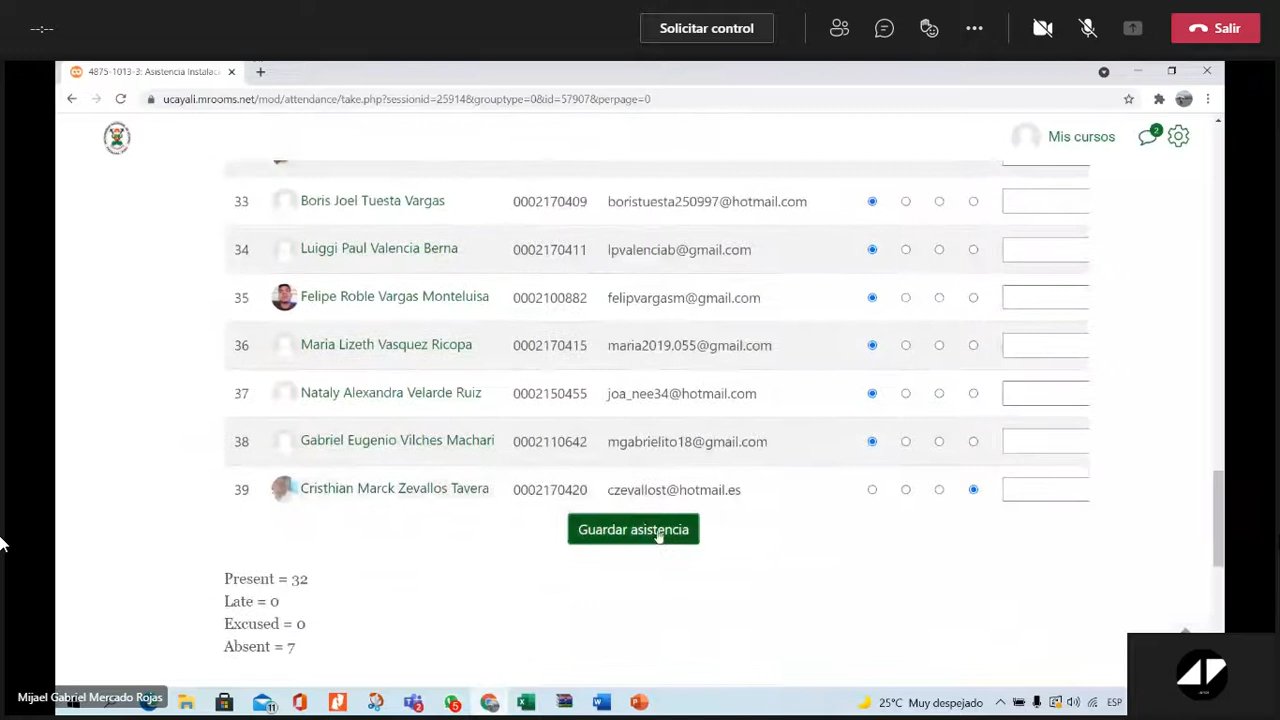 --:--
Solicitar control
Salir
4875-1013-3: Asistencia Instalac
ucayali.mrooms.net/mod/attendance/take.php?sessionid=25914&grouptype=0&id=57907&perpage=0
Mis cursos
2
33 Boris Joel Tuesta Vargas 0002170409 boristuesta250997@hotmail.com
34 Luiggi Paul Valencia Berna 0002170411 lpvalenciab@gmail.com
35 Felipe Roble Vargas Monteluisa 0002100882 felipvargasm@gmail.com
36 Maria Lizeth Vasquez Ricopa 0002170415 maria2019.055@gmail.com
37 Nataly Alexandra Velarde Ruiz 0002150455 joa_nee34@hotmail.com
38 Gabriel Eugenio Vilches Machari 0002110642 mgabrielito18@gmail.com
39 Cristhian Marck Zevallos Tavera 0002170420 czevallost@hotmail.es
Guardar asistencia
Present = 32
Late = 0
Excused = 0
Absent = 7
Mijael Gabriel Mercado Rojas
11
2
5
25°C Muy despejado
ESP